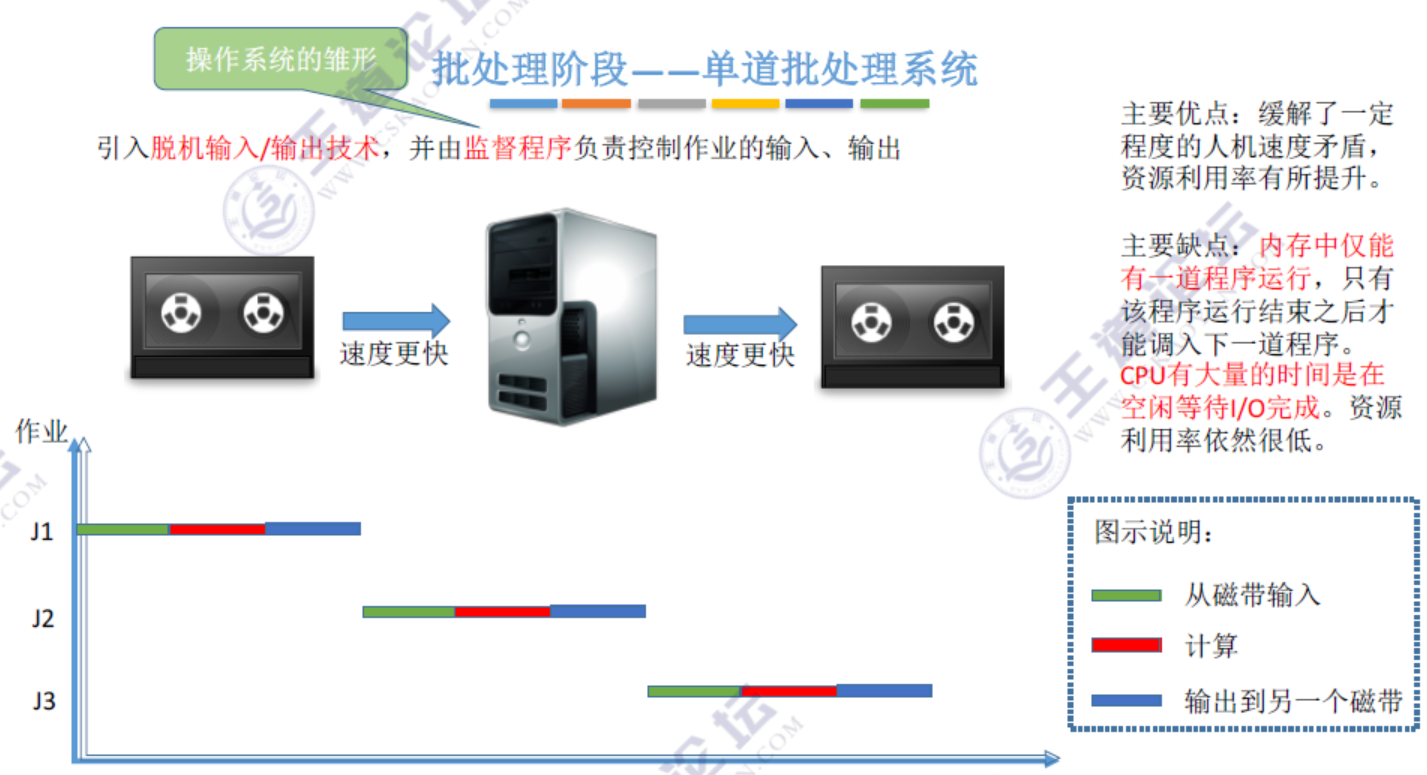 操作系统的雏形
批处理阶段——单道批处理系统
引入脱机输入/输出技术，并由监督程序负责控制作业的输入、输出
主要优点：缓解了一定
程度的人机速度矛盾，
资源利用率有所提升。
主要缺点：内存中仅能
有一道程序运行，只有
该程序运行结束之后才
能调入下一道程序。
CPU有大量的时间是在
空闲等待I/O完成。资源
利用率依然很低。
速度更快
速度更快
作业
J1
J2
J3
图示说明：
从磁带输入
计算
输出到另一个磁带
王道论坛
WWW.CSKAOYAN.COM